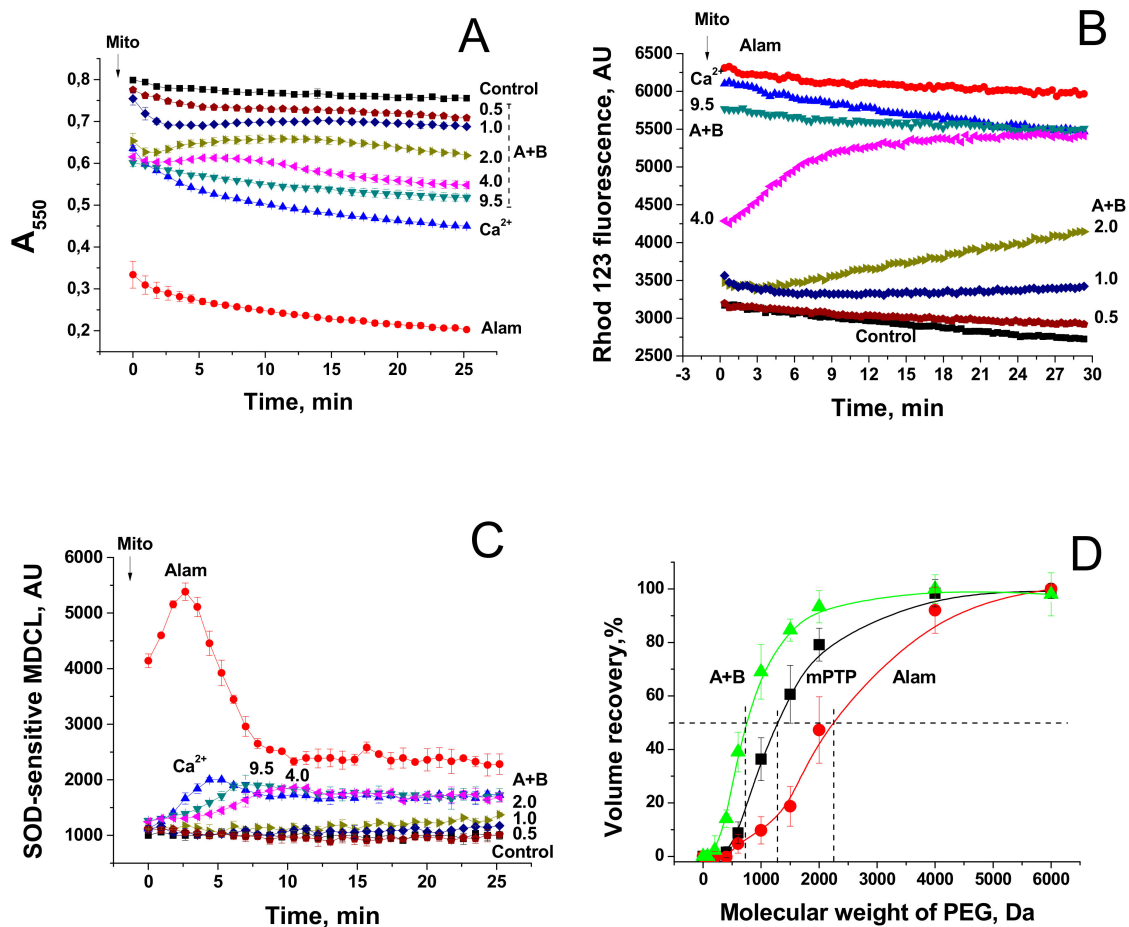 A
Mito
0,8
0,7
0,6
0,5
0,4
0,3
0,2
A550
Control
0.5
1.0
2.0
4.0
9.5
A+B
Ca2+
Alam
0 5 10 15 20 25
Time, min
B
Mito
Alam
Ca2+
9.5
A+B
4.0
6500
6000
5500
5000
4500
4000
3500
3000
2500
Rhod 123 fluorescence, AU
A+B
2.0
1.0
0.5
Control
-3 0 3 6 9 12 15 18 21 24 27 30
Time, min
C
Mito
Alam
6000
5000
4000
3000
2000
1000
SOD-sensitive MDCL, AU
Ca2+
9.5
4.0
A+B
2.0
1.0
0.5
Control
0 5 10 15 20 25
Time, min
D
100
80
60
40
20
0
Volume recovery,%
A+B
mPTP
Alam
0 1000 2000 3000 4000 5000 6000
Molecular weight of PEG, Da